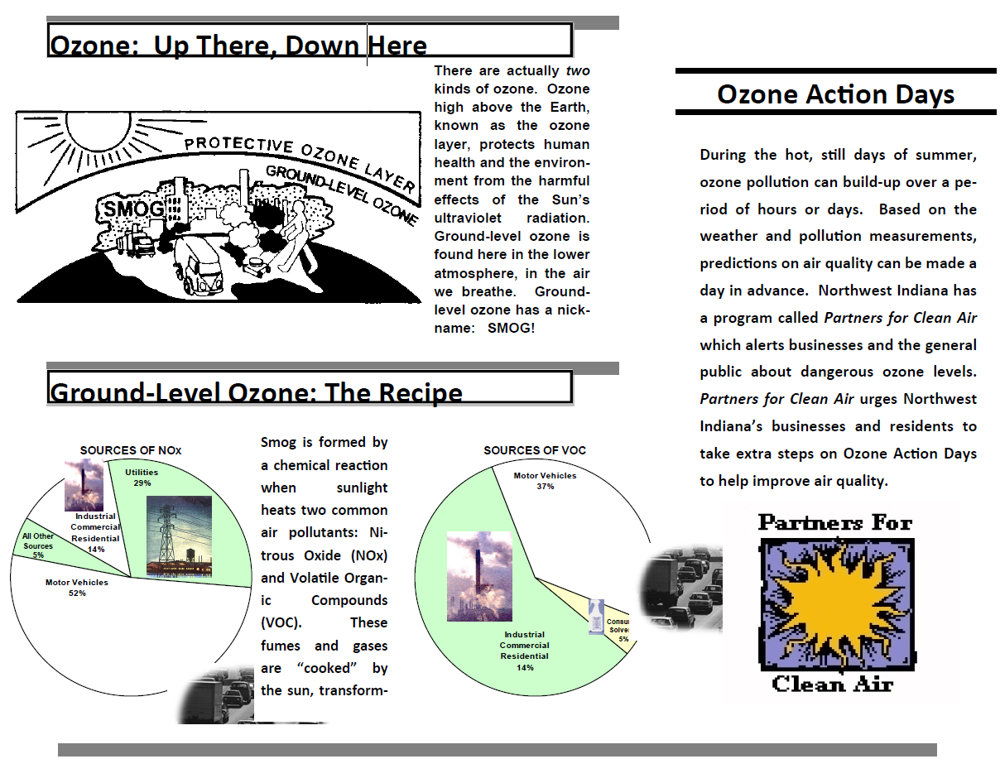 Ozone:  Up There, Down Here
PROTECTIVE OZONE LAYER
GROUND-LEVEL OZONE
SMOG
There are actually two
kinds of ozone.  Ozone
high above the Earth,
known as the ozone
layer, protects human
health and the environ-
ment from the harmful
effects of the Sun's
ultraviolet radiation.
Ground-level ozone is
found here in the lower
atmosphere, in the air
we breathe.  Ground-
level ozone has a nick-
name:  SMOG!
Ground-Level Ozone: The Recipe
SOURCES OF NOx
Utilities
29%
Industrial
Commercial
Residential
14%
All Other
Sources
5%
Motor Vehicles
52%
Smog is formed by
a chemical reaction
when sunlight
heats two common
air pollutants: Ni-
trous Oxide (NOx)
and Volatile Organ-
ic Compounds
(VOC). These
fumes and gases
are “cooked” by
the sun, transform-
SOURCES OF VOC
Motor Vehicles
37%
Consu
Solve
5%
Industrial
Commercial
Residential
14%
Ozone Action Days
During the hot, still days of summer,
ozone pollution can build-up over a pe-
riod of hours or days.  Based on the
weather and pollution measurements,
predictions on air quality can be made a
day in advance.  Northwest Indiana has
a program called Partners for Clean Air
which alerts businesses and the general
public about dangerous ozone levels.
Partners for Clean Air urges Northwest
Indiana's businesses and residents to
take extra steps on Ozone Action Days
to help improve air quality.
Partners For
Clean Air